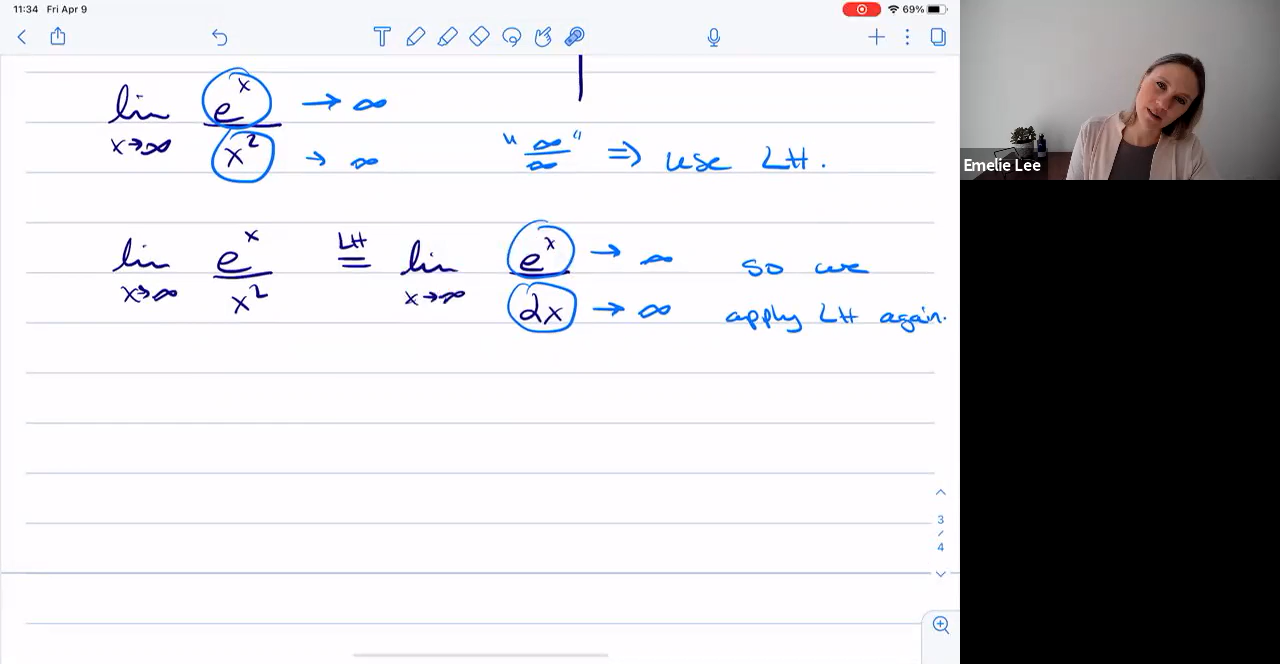 11:34 Fri Apr 9
69%
T
lim x→∞ e^x / x^2 → ∞ → ∞
"∞/∞" ⇒ use LH.
lim x→∞ e^x / x^2 LH= lim x→∞ e^x / 2x → ∞ → ∞
so we
apply LH again.
3
/
4
Emelie Lee